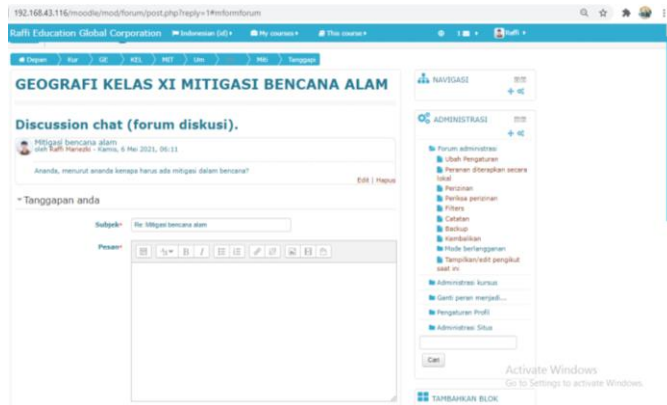 192.168.43.116/moodle/mod/forum/post.php?reply=1#mformforum
Raffi Education Global Corporation Indonesian (id) My courses This course Raffi
Depan Kur GE KEL MIT Um Miti Tanggapi
GEOGRAFI KELAS XI MITIGASI BENCANA ALAM
Discussion chat (forum diskusi).
Mitigasi bencana alam
oleh Raffi Marezki - Kamis, 6 Mei 2021, 06:11
Ananda, menurut ananda kenapa harus ada mitigasi dalam bencana?
Edit | Hapus
Tanggapan anda
Subjek*
Re: Mitigasi bencana alam
Pesan*
B I
NAVIGASI
ADMINISTRASI
Forum administrasi
Ubah Pengaturan
Peranan diterapkan secara
lokal
Perizinan
Periksa perizinan
Filters
Catatan
Backup
Kembalikan
Mode berlangganan
Tampilkan/edit pengikut
saat ini
Administrasi kursus
Ganti peran menjadi...
Pengaturan Profil
Administrasi Situs
Cari
Activate Windows
Go to Settings to activate Windows.
TAMBAHKAN BLOK